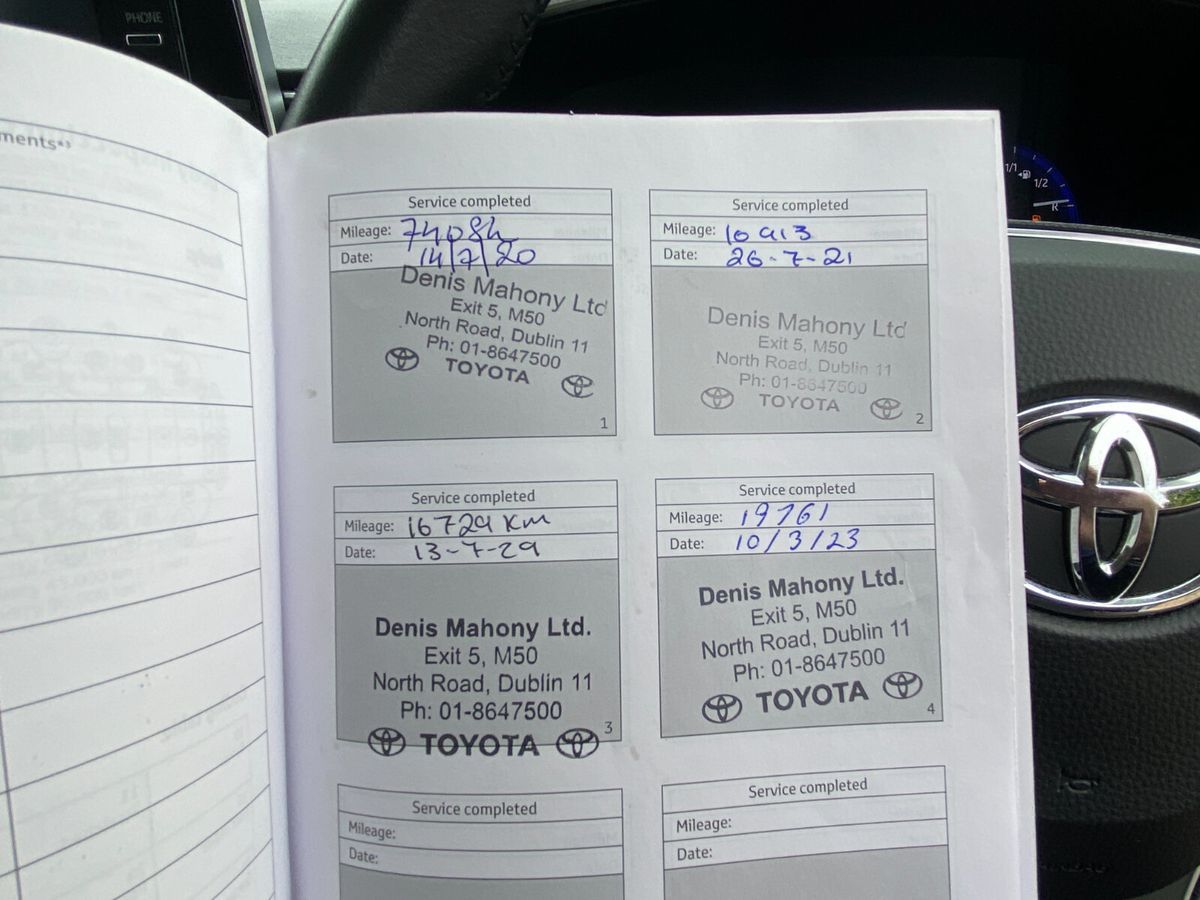 PHONE
ments
Service completed
Mileage:
Date: 14/7/20
Denis Mahony Ltd
Exit 5, M50
North Road, Dublin 11
Ph: 01-8647500
TOYOTA
1
Service completed
Mileage: 10913
Date: 26-7-21
Denis Mahony Ltd
Exit 5, M50
North Road, Dublin 11
Ph: 01-8647500
TOYOTA
2
Service completed
Mileage: 16729 KM
Date: 13-7-29
Denis Mahony Ltd.
Exit 5, M50
North Road, Dublin 11
Ph: 01-8647500
TOYOTA
3
Service completed
Mileage: 19761
Date: 10/3/23
Denis Mahony Ltd.
Exit 5, M50
North Road, Dublin 11
Ph: 01-8647500
TOYOTA
4
Service completed
Mileage:
Date:
Service completed
Mileage:
Date:
1/1
1/2
R